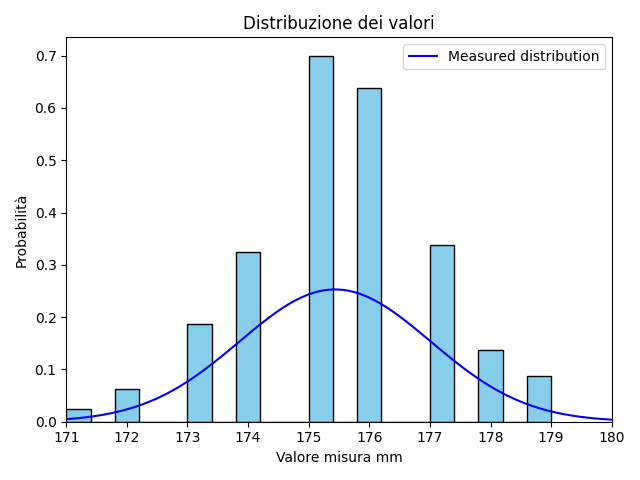 Distribuzione dei valori
Measured distribution
Probabilità
0.7
0.6
0.5
0.4
0.3
0.2
0.1
0.0
171 172 173 174 175 176 177 178 179 180
Valore misura mm